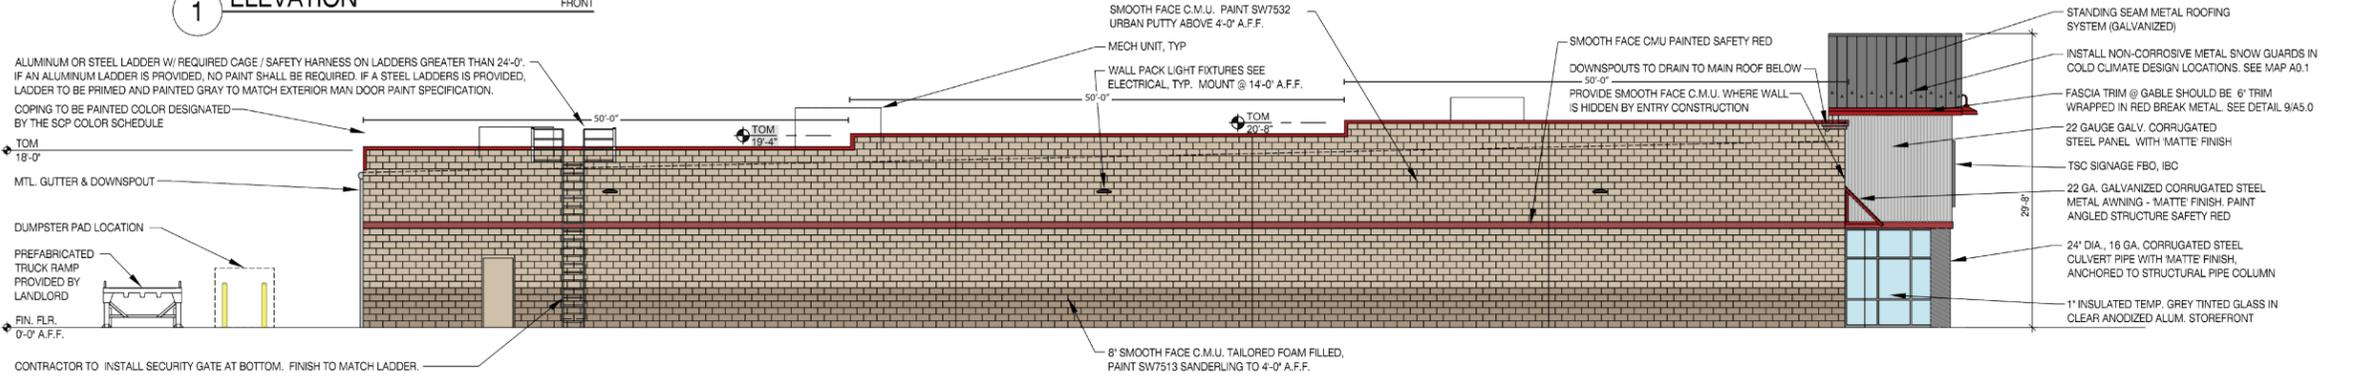 1
ELEVATION
FRONT
ALUMINUM OR STEEL LADDER W/ REQUIRED CAGE / SAFETY HARNESS ON LADDERS GREATER THAN 24'-0".
IF AN ALUMINUM LADDER IS PROVIDED, NO PAINT SHALL BE REQUIRED. IF A STEEL LADDERS IS PROVIDED,
LADDER TO BE PRIMED AND PAINTED GRAY TO MATCH EXTERIOR MAN DOOR PAINT SPECIFICATION.
COPING TO BE PAINTED COLOR DESIGNATED
BY THE SCP COLOR SCHEDULE
TOM
18'-0"
MTL. GUTTER & DOWNSPOUT
DUMPSTER PAD LOCATION
PREFABRICATED
TRUCK RAMP
PROVIDED BY
LANDLORD
FIN. FLR.
0'-0" A.F.F.
CONTRACTOR TO INSTALL SECURITY GATE AT BOTTOM. FINISH TO MATCH LADDER.
50'-0"
TOM
19'-4"
50'-0"
TOM
20'-8"
50'-0"
SMOOTH FACE C.M.U. PAINT SW7532
URBAN PUTTY ABOVE 4'-0" A.F.F.
MECH UNIT, TYP
WALL PACK LIGHT FIXTURES SEE
ELECTRICAL, TYP. MOUNT @ 14'-0" A.F.F.
8" SMOOTH FACE C.M.U. TAILORED FOAM FILLED,
PAINT SW7513 SANDERLING TO 4'-0" A.F.F.
SMOOTH FACE CMU PAINTED SAFETY RED
DOWNSPOUTS TO DRAIN TO MAIN ROOF BELOW
PROVIDE SMOOTH FACE C.M.U. WHERE WALL
IS HIDDEN BY ENTRY CONSTRUCTION
STANDING SEAM METAL ROOFING
SYSTEM (GALVANIZED)
INSTALL NON-CORROSIVE METAL SNOW GUARDS IN
COLD CLIMATE DESIGN LOCATIONS. SEE MAP A0.1
FASCIA TRIM @ GABLE SHOULD BE 6" TRIM
WRAPPED IN RED BREAK METAL. SEE DETAIL 9/A5.0
22 GAUGE GALV. CORRUGATED
STEEL PANEL WITH 'MATTE' FINISH
TSC SIGNAGE FBO, IBC
22 GA. GALVANIZED CORRUGATED STEEL
METAL AWNING - 'MATTE' FINISH. PAINT
ANGLED STRUCTURE SAFETY RED
24" DIA., 16 GA. CORRUGATED STEEL
CULVERT PIPE WITH 'MATTE' FINISH,
ANCHORED TO STRUCTURAL PIPE COLUMN
1" INSULATED TEMP. GREY TINTED GLASS IN
CLEAR ANODIZED ALUM. STOREFRONT
29'-8"